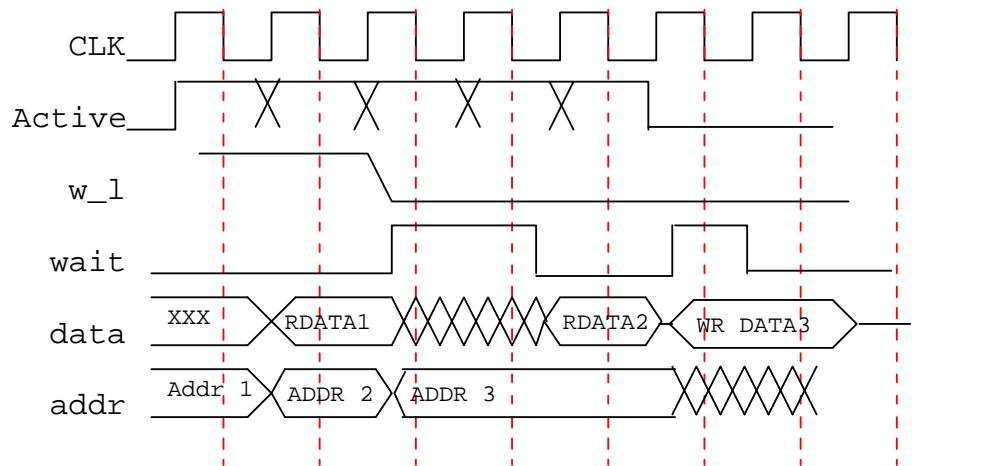 CLK
Active
w_l
wait
data XXX RDATA1 RDATA2 WR DATA3
addr Addr 1 ADDR 2 ADDR 3